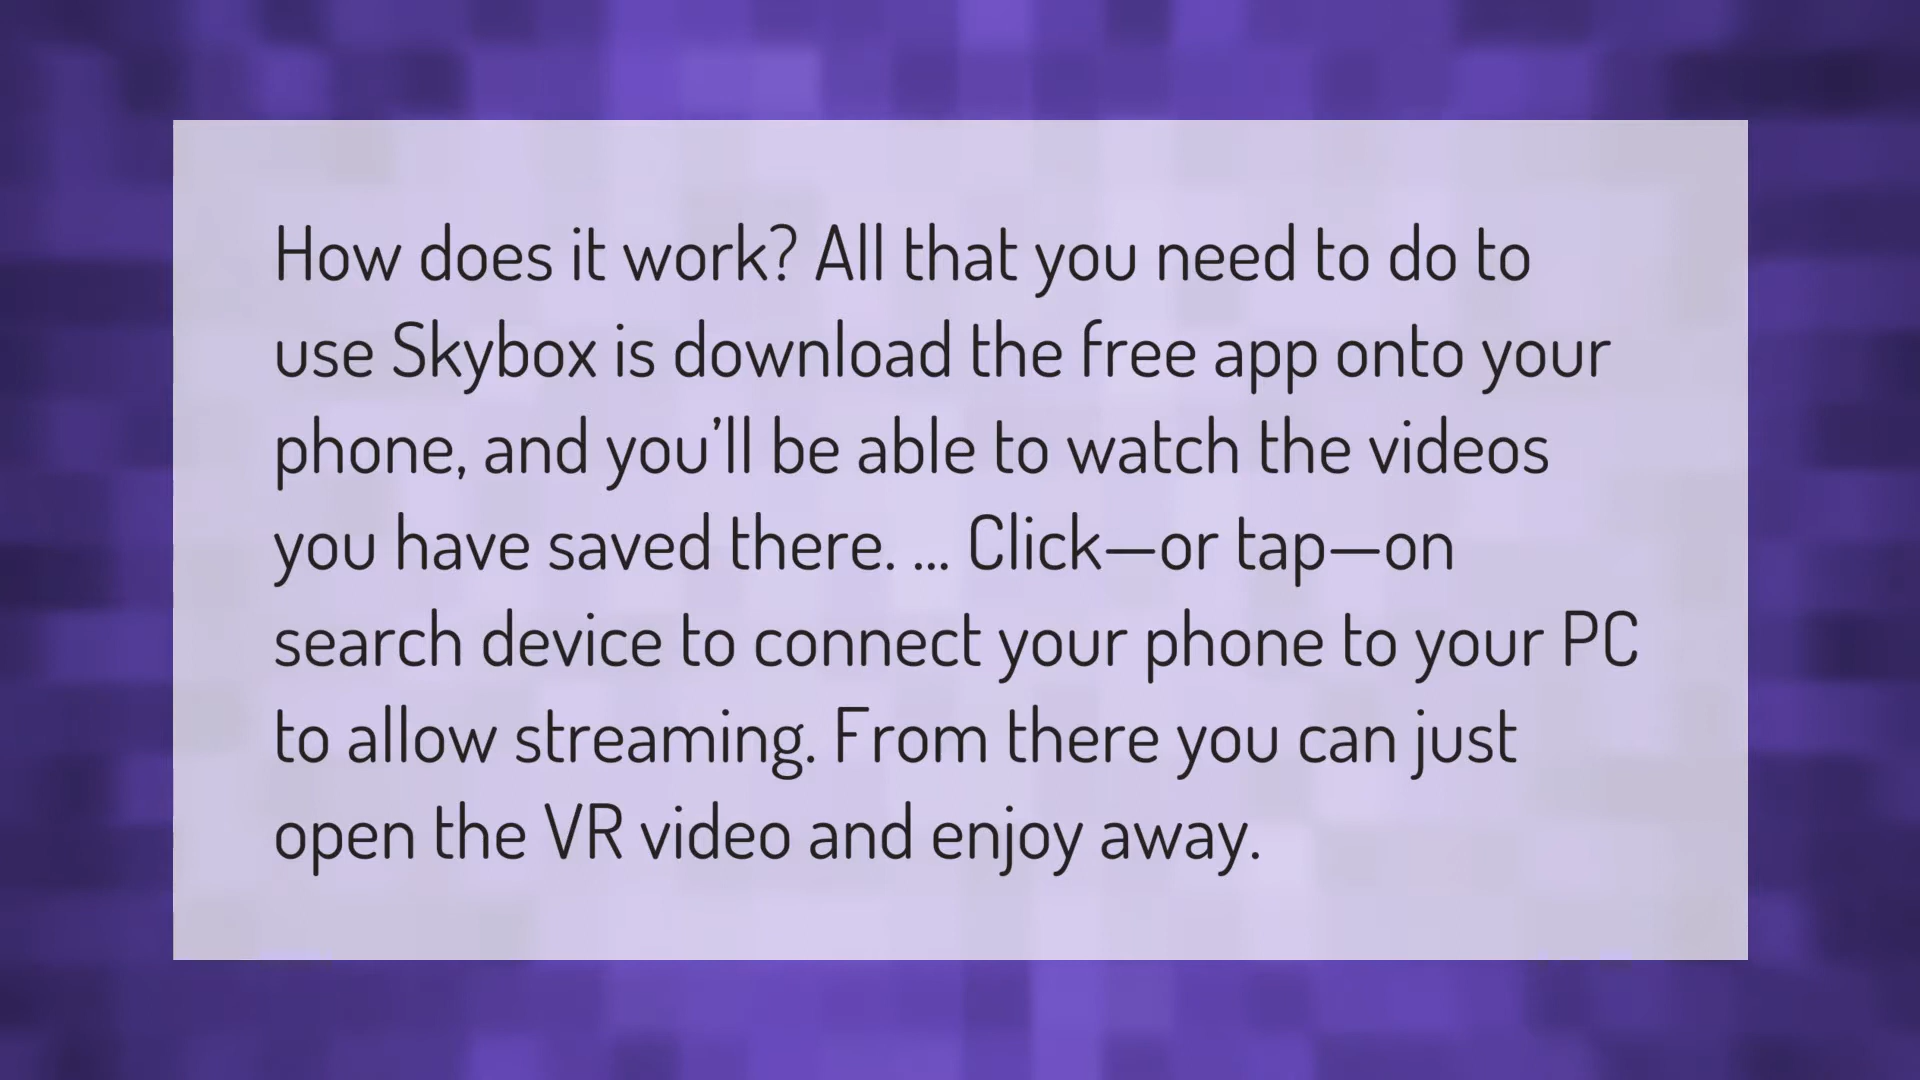 How does it work? All that you need to do to
use Skybox is download the free app onto your
phone, and you’ll be able to watch the videos
you have saved there. ... Click—or tap—on
search device to connect your phone to your PC
to allow streaming. From there you can just
open the VR video and enjoy away.